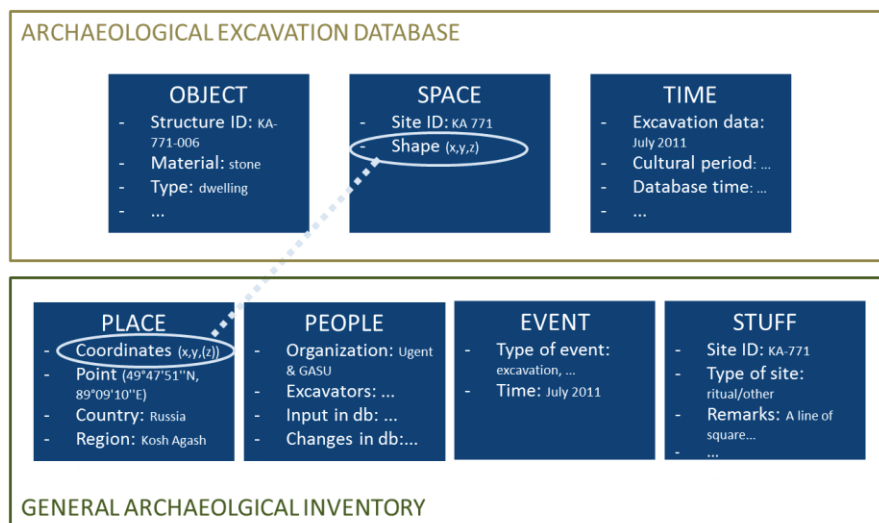 ARCHAEOLOGICAL EXCAVATION DATABASE
OBJECT
- Structure ID: KA-
771-006
- Material: stone
- Type: dwelling
- ...
SPACE
- Site ID: KA 771
- Shape (x,y,z)
TIME
- Excavation data:
July 2011
- Cultural period: ...
- Database time: ...
- ...
PLACE
- Coordinates (x,y,(z))
- Point (49°47'51''N,
89°09'10''E)
- Country: Russia
- Region: Kosh Agash
PEOPLE
- Organization: Ugent
& GASU
- Excavators: ...
- Input in db: ...
- Changes in db:...
EVENT
- Type of event:
excavation, ...
- Time: July 2011
STUFF
- Site ID: KA-771
- Type of site:
ritual/other
- Remarks: A line of
square...
- ...
GENERAL ARCHAEOLGICAL INVENTORY